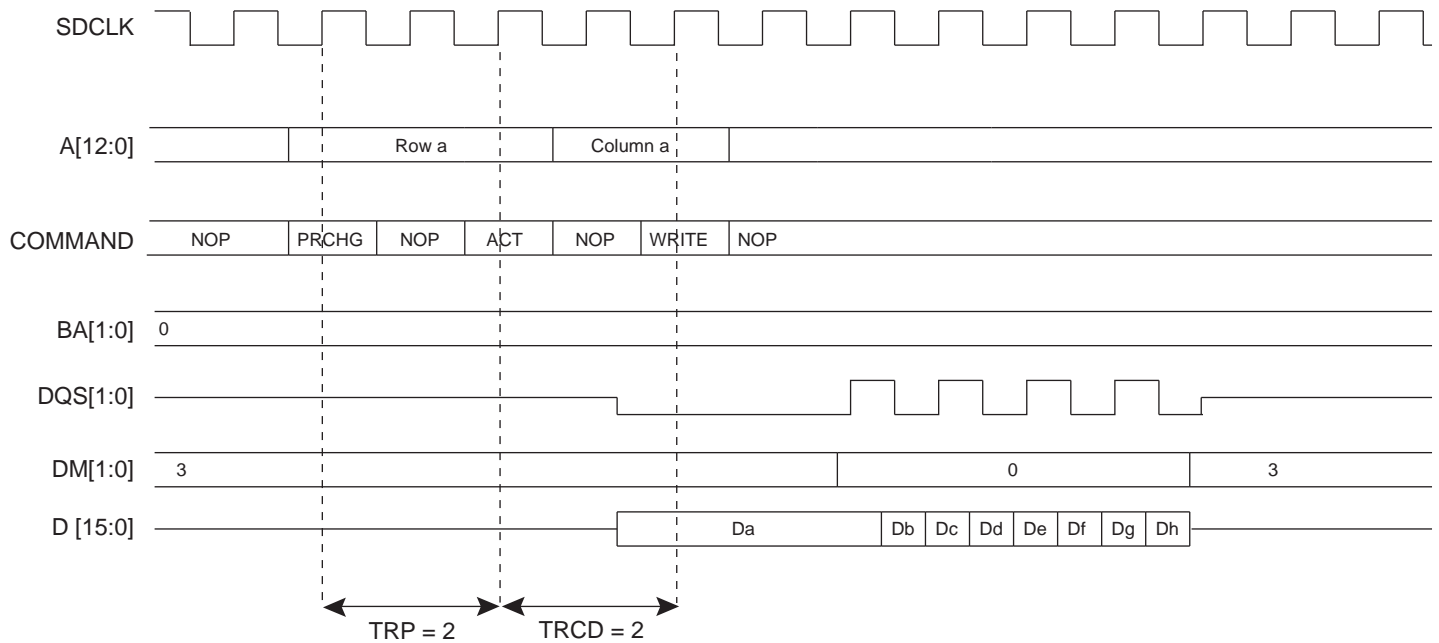 SDCLK
A[12:0] Row a Column a
COMMAND NOP PRCHG NOP ACT NOP WRITE NOP
BA[1:0] 0
DQS[1:0]
DM[1:0] 3 0 3
D [15:0] Da Db Dc Dd De Df Dg Dh
TRP = 2 TRCD = 2